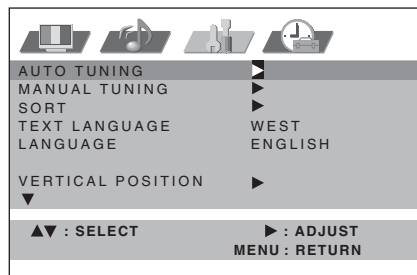 AUTO TUNING ▶
MANUAL TUNING ▶
SORT ▶
TEXT LANGUAGE WEST
LANGUAGE ENGLISH
VERTICAL POSITION ▶
▼
▲▼ : SELECT ▶ : ADJUST
MENU : RETURN